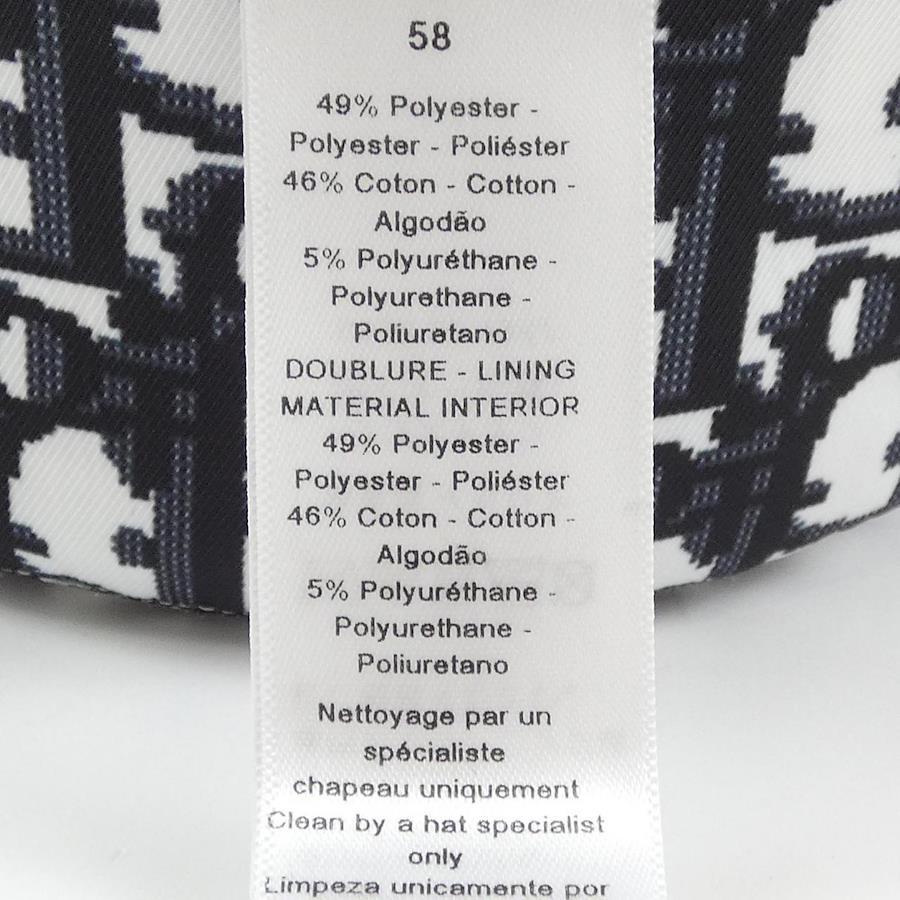 58
49% Polyester -
Polyester - Poliéster
46% Coton - Cotton -
Algodão
5% Polyuréthane -
Polyurethane -
Poliuretano
DOUBLURE - LINING
MATERIAL INTERIOR
49% Polyester -
Polyester - Poliéster
46% Coton - Cotton -
Algodão
5% Polyuréthane -
Polyurethane -
Poliuretano
Nettoyage par un
spécialiste
chapeau uniquement
Clean by a hat specialist
only
Limpeza unicamente por